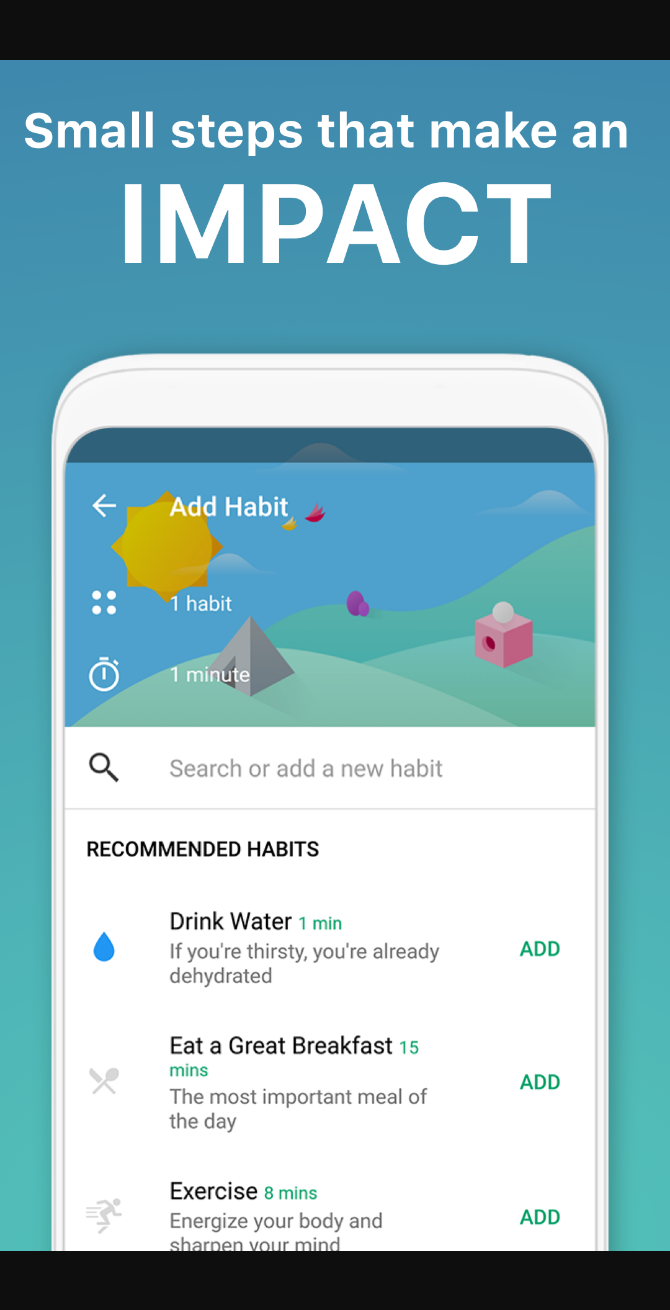 Small steps that make an
IMPACT
Add Habit
1 habit
1 minute
Search or add a new habit
RECOMMENDED HABITS
Drink Water 1 min
If you're thirsty, you're already
dehydrated
ADD
Eat a Great Breakfast 15
mins
The most important meal of
the day
ADD
Exercise 8 mins
Energize your body and
sharpen your mind
ADD